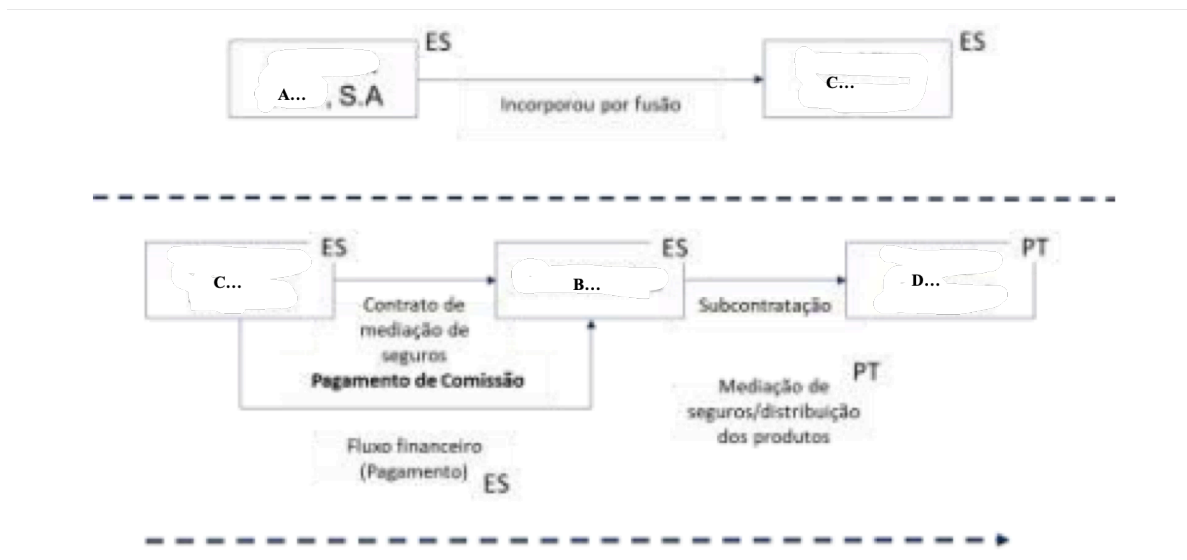 ES
ES
A... , S.A
C...
Incorporou por fusão
ES
ES
PT
C...
B...
D...
Contrato de
mediação de
seguros
Pagamento de Comissão
Subcontratação
PT
Mediação de
seguros/distribuição
dos produtos
Fluxo financeiro
(Pagamento)
ES